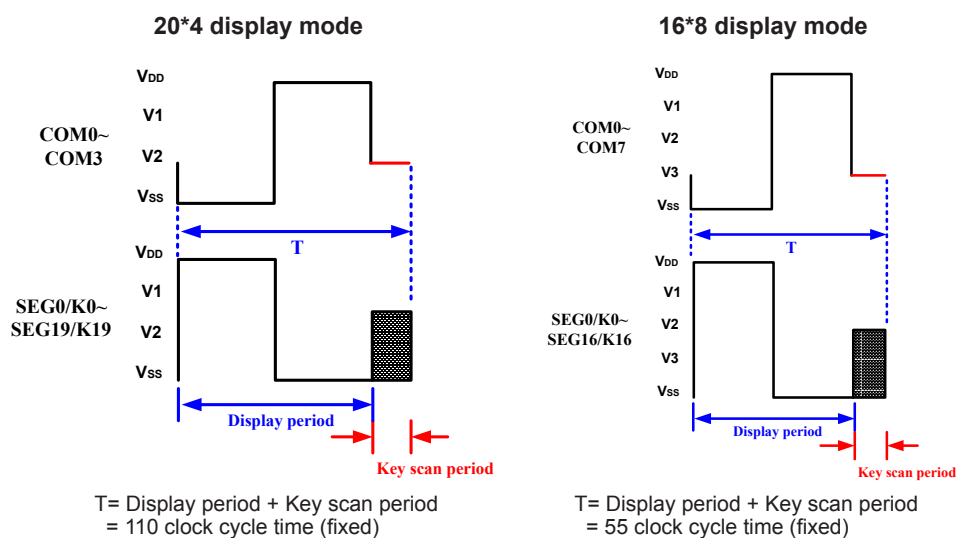 20*4 display mode
VDD
V1
COM0~
COM3
V2
VSS
T
VDD
V1
SEG0/K0~
SEG19/K19
V2
VSS
Display period
Key scan period
T= Display period + Key scan period
= 110 clock cycle time (fixed)
16*8 display mode
VDD
V1
COM0~
COM7
V2
V3
VSS
T
VDD
V1
SEG0/K0~
SEG16/K16
V2
V3
VSS
Display period
Key scan period
T= Display period + Key scan period
= 55 clock cycle time (fixed)